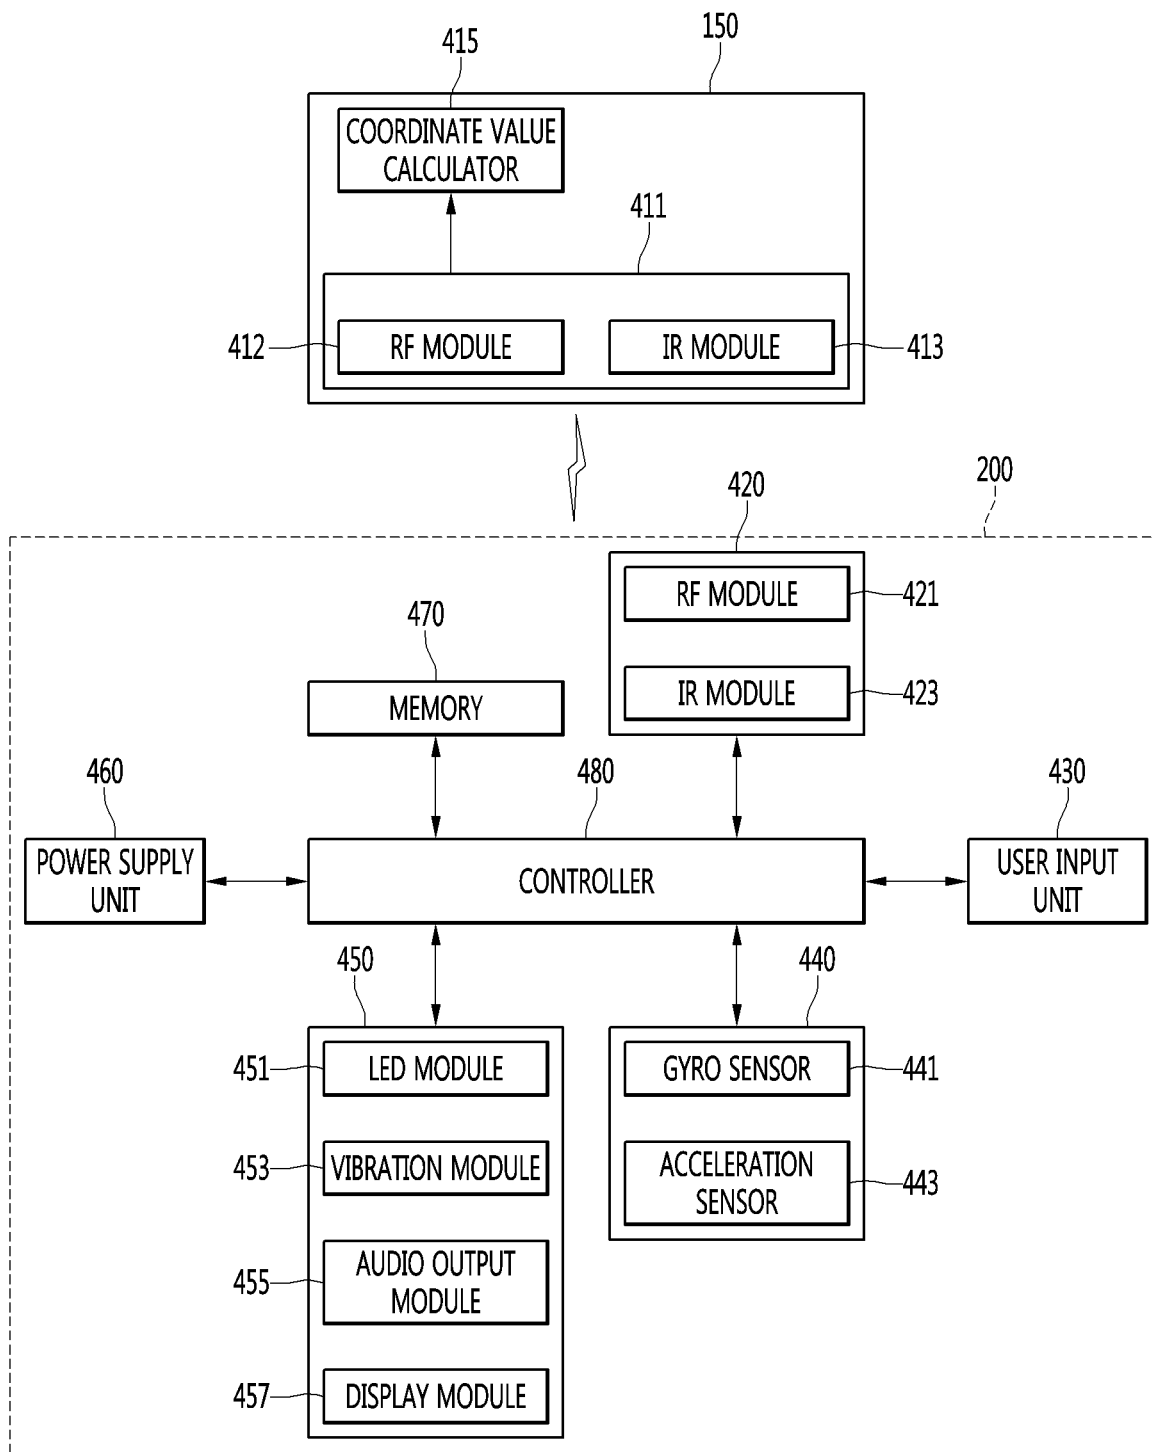 150
415
COORDINATE VALUE
CALCULATOR
411
412
RF MODULE
IR MODULE
413
200
420
RF MODULE
421
470
IR MODULE
423
MEMORY
460
480
430
POWER SUPPLY
UNIT
CONTROLLER
USER INPUT
UNIT
450
440
451
LED MODULE
GYRO SENSOR
441
453
VIBRATION MODULE
ACCELERATION
SENSOR
443
455
AUDIO OUTPUT
MODULE
457
DISPLAY MODULE